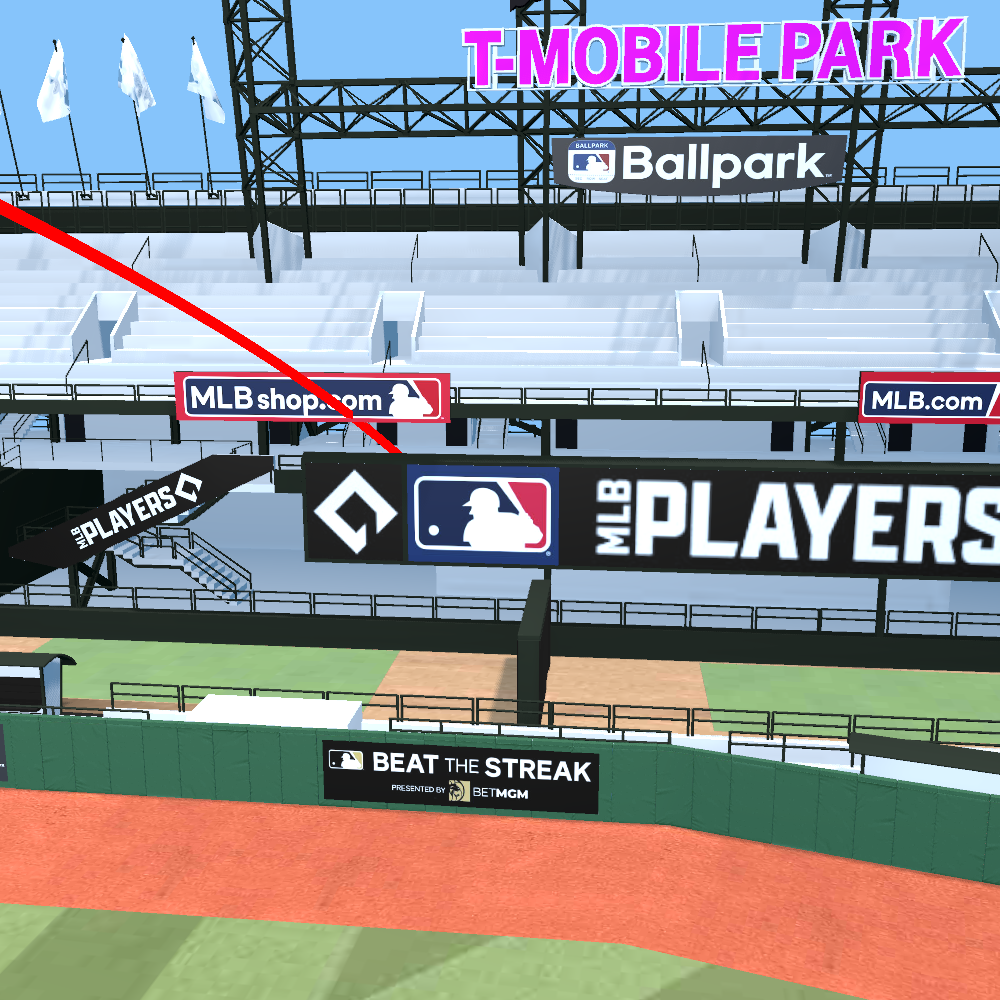 T-MOBILE PARK
BALLPARK
Ballpark
MLBshop.com
MLB.com
MLB PLAYERS
MLB PLAYERS
BEAT THE STREAK
PRESENTED BY BETMGM